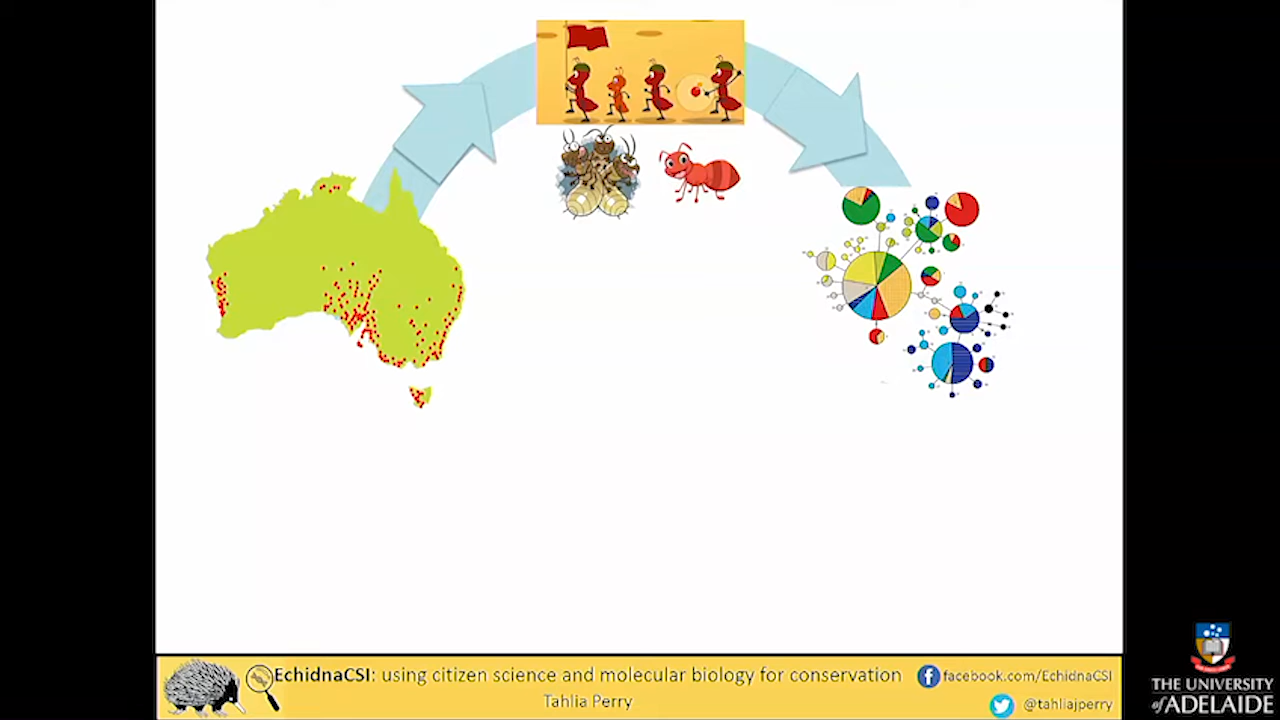 EchidnaCSI: using citizen science and molecular biology for conservation
Tahlia Perry
facebook.com/EchidnaCSI
@tahliajperry
THE UNIVERSITY
of ADELAIDE